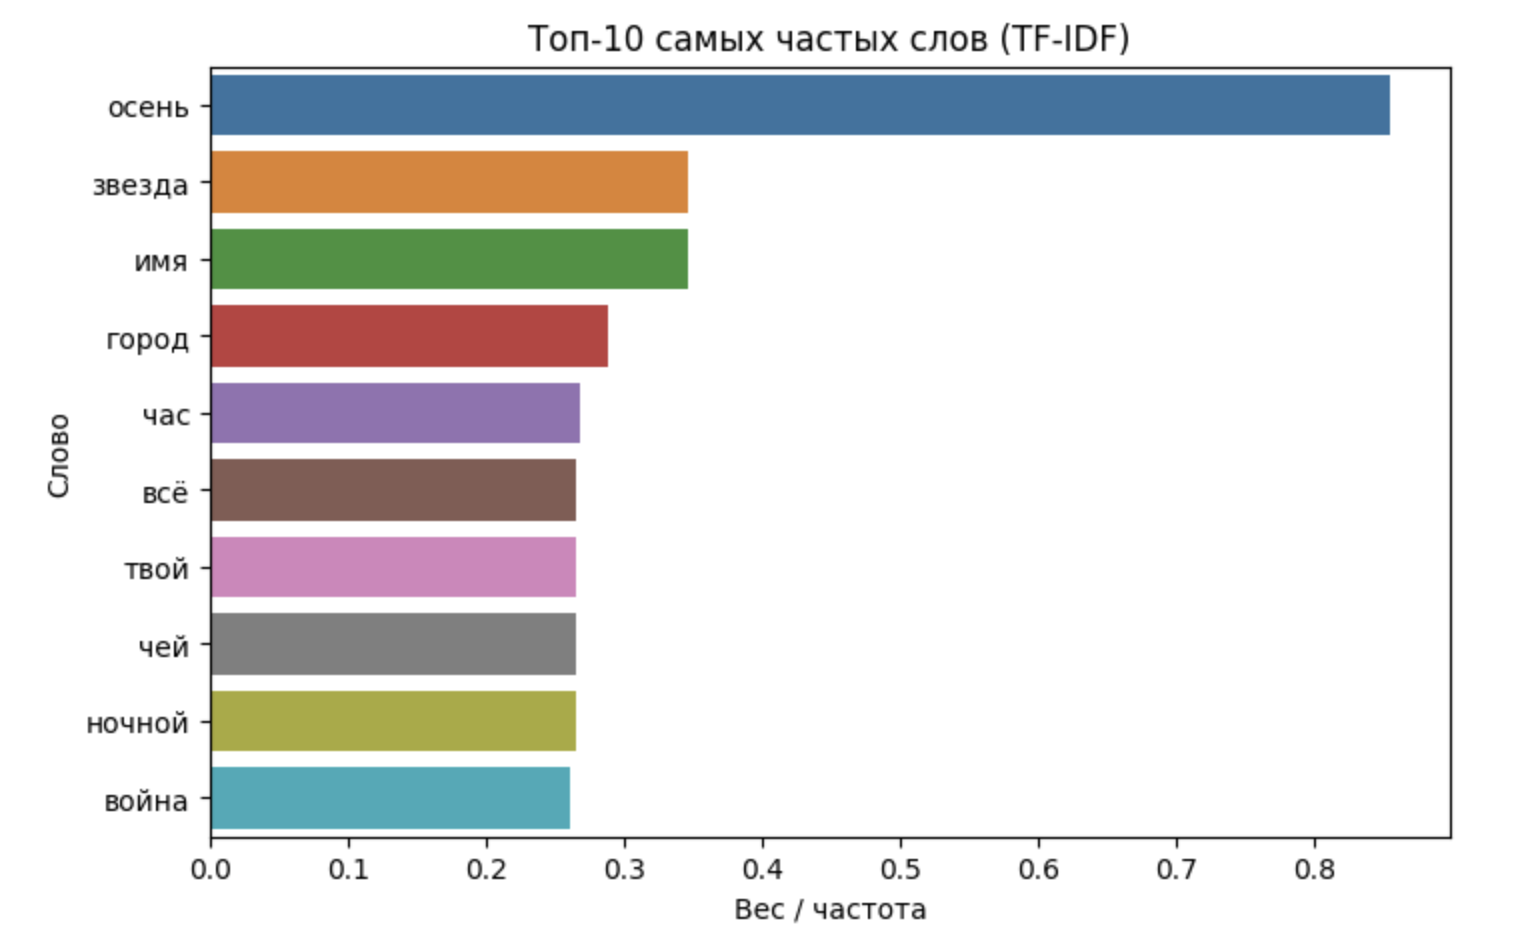 Топ-10 самых частых слов (TF-IDF)
осень
звезда
имя
город
час
всё
твой
чей
ночной
война
Слово
0.0 0.1 0.2 0.3 0.4 0.5 0.6 0.7 0.8
Вес / частота